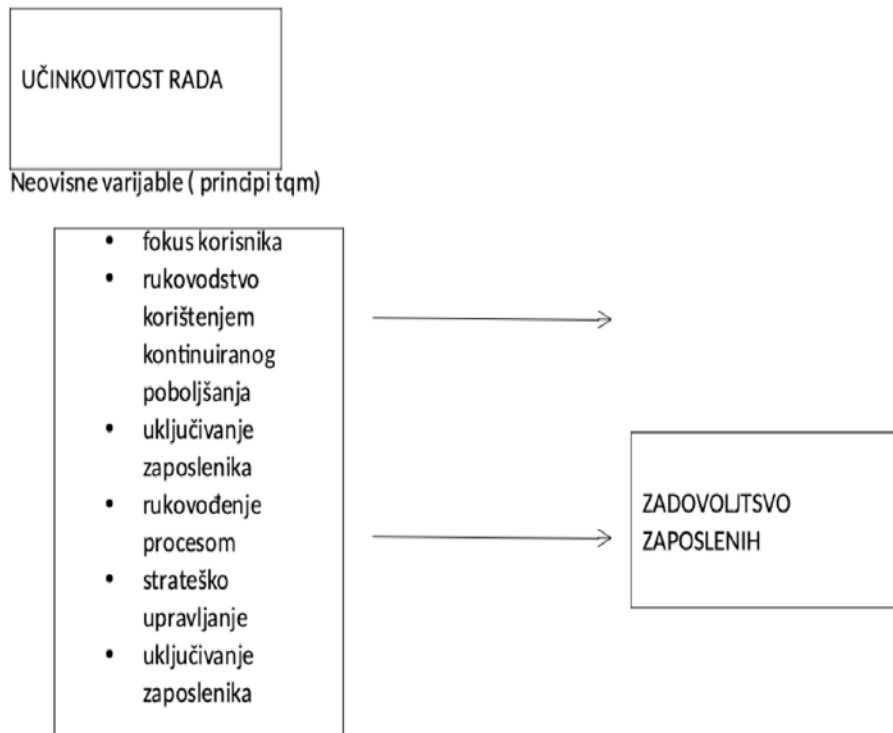 UČINKOVITOST RADA
Neovisne varijable ( principi tqm)
• fokus korisnika
• rukovodstvo
korištenjem
kontinuiranog
poboljšanja
• uključivanje
zaposlenika
• rukovođenje
procesom
• strateško
upravljanje
• uključivanje
zaposlenika
ZADOVOLJTSVO
ZAPOSLENIH